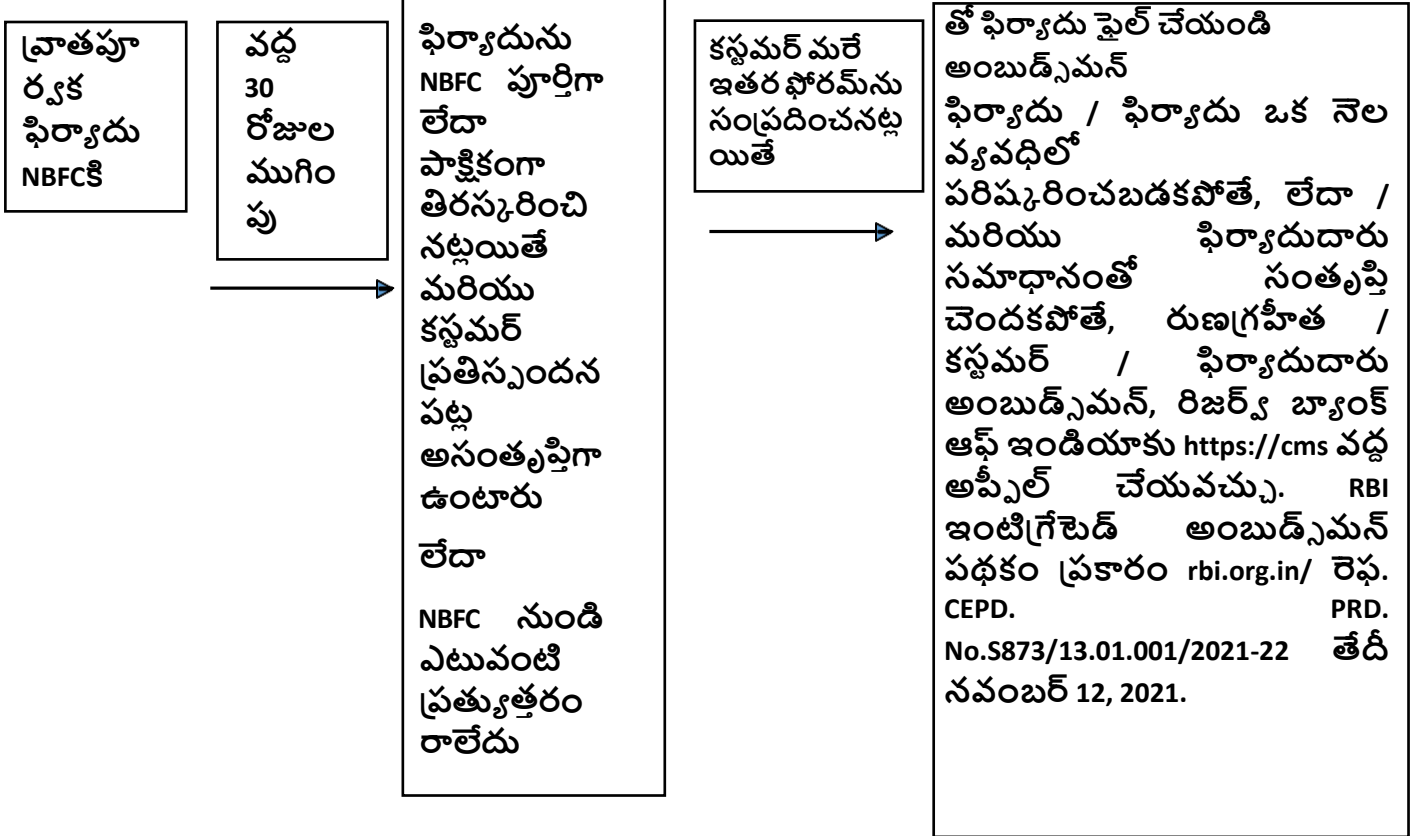 వ్రాతపూ
ర్వక
ఫిర్యాదు
NBFCకి
వద్ద
30
రోజుల
ముగిం
పు
ఫిర్యాదును
NBFC పూర్తిగా
లేదా
పాక్షికంగా
తిరస్కరించి
నట్లయితే
మరియు
కస్టమర్
ప్రతిస్పందన
పట్ల
అసంతృప్తిగా
ఉంటారు
లేదా
NBFC నుండి
ఎటువంటి
ప్రత్యుత్తరం
రాలేదు
కస్టమర్ మరే
ఇతర ఫోరమ్‌ను
సంప్రదించనట్ల
యితే
తో ఫిర్యాదు ఫైల్ చేయండి
అంబుడ్స్‌మన్
ఫిర్యాదు / ఫిర్యాదు ఒక నెల
వ్యవధిలో
పరిష్కరించబడకపోతే, లేదా /
మరియు ఫిర్యాదుదారు
సమాధానంతో సంతృప్తి
చెందకపోతే, రుణగ్రహీత /
కస్టమర్ / ఫిర్యాదుదారు
అంబుడ్స్‌మన్, రిజర్వ్ బ్యాంక్
ఆఫ్ ఇండియాకు https://cms వద్ద
అప్పీల్ చేయవచ్చు. RBI
ఇంటిగ్రేటెడ్ అంబుడ్స్‌మన్
పథకం ప్రకారం rbi.org.in/ రెఫ.
CEPD. PRD.
No.S873/13.01.001/2021-22 తేదీ
నవంబర్ 12, 2021.